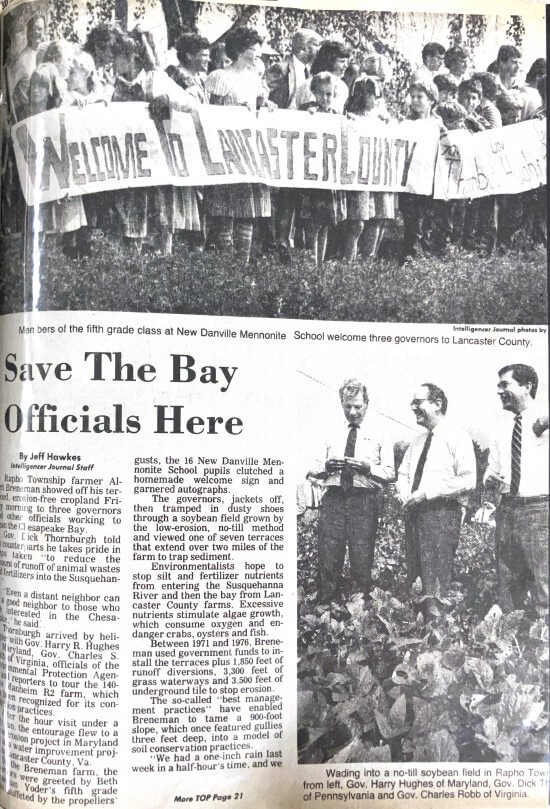 WELCOME TO LANCASTER COUNTY
Intelligencer Journal photos by
Members of the fifth grade class at New Danville Mennonite School welcome three governors to Lancaster County.
Save The Bay
Officials Here
By Jeff Hawkes
Intelligencer Journal Staff
Rapho Township farmer Al-
Breneman showed off his ter-
erosion-free cropland Fri-
morning to three governors
other officials working to
the Chesapeake Bay.
Gov. Dick Thornburgh told
counterparts he takes pride in
taken "to reduce the
of runoff of animal wastes
fertilizers into the Susquehan-
Even a distant neighbor can
good neighbor to those who
interested in the Chesa-
he said.
Thornburgh arrived by heli-
with Gov. Harry R. Hughes
Gov. Charles S.
of Virginia, officials of the
Protection Agen-
reporters to tour the 140-
Manheim R2 farm, which
recognized for its con-
practices.
the hour visit under a
the entourage flew to a
project in Maryland
a water improvement proj-
Lancaster County, Va.
the Breneman farm, the
were greeted by Beth
Yoder's fifth grade
buffeted by the propellers'
gusts, the 16 New Danville Men-
nonite School pupils clutched a
homemade welcome sign and
garnered autographs.
The governors, jackets off,
then tramped in dusty shoes
through a soybean field grown by
the low-erosion, no-till method
and viewed one of seven terraces
that extend over two miles of the
farm to trap sediment.
Environmentalists hope to
stop silt and fertilizer nutrients
from entering the Susquehanna
River and then the bay from Lan-
caster County farms. Excessive
nutrients stimulate algae growth,
which consume oxygen and en-
danger crabs, oysters and fish.
Between 1971 and 1976, Brene-
man used government funds to in-
stall the terraces plus 1,850 feet of
runoff diversions, 3,300 feet of
grass waterways and 3,500 feet of
underground tile to stop erosion.
The so-called "best manage-
ment practices" have enabled
Breneman to tame a 900-foot
slope, which once featured gullies
three feet deep, into a model of
soil conservation practices.
"We had a one-inch rain last
week in a half-hour's time, and we
More TOP Page 21
Wading into a no-till soybean field in Rapho Tow
from left, Gov. Harry Hughes of Maryland, Gov. Dick T
of Pennsylvania and Gov. Charles Robb of Virginia.